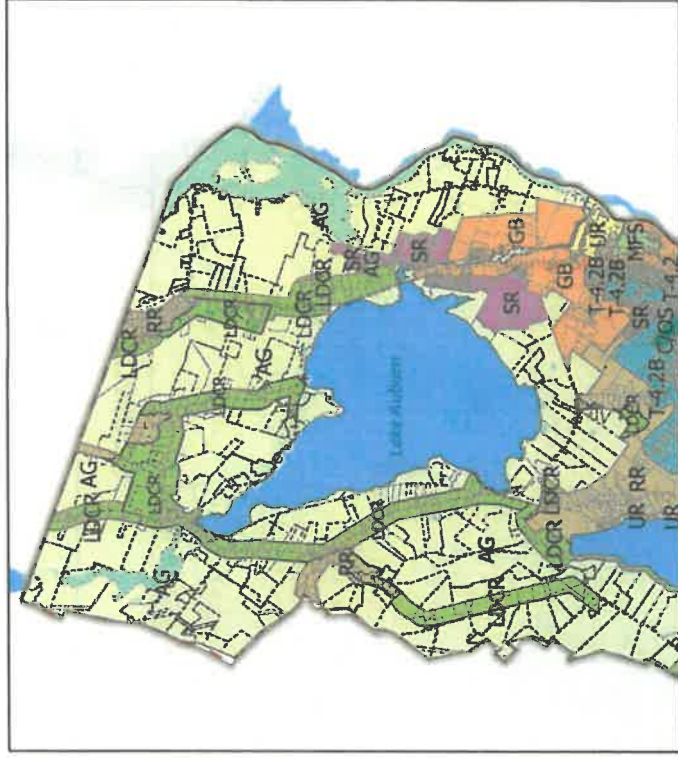 LDCR
RR
LDCR
LDCR
LDCR
SR
AG
SR
AG
GB
GB
SR
LDCR
AG
LDCR
AG
LDCR
AG
Lake Auburn
RR
LDCR
AG
LDCR
LDCR
LDCR
T-4.2B
UR
T-4.2B
MFS
SR
C/OS
T-4.2
T-4.2B
UR
RR
UR